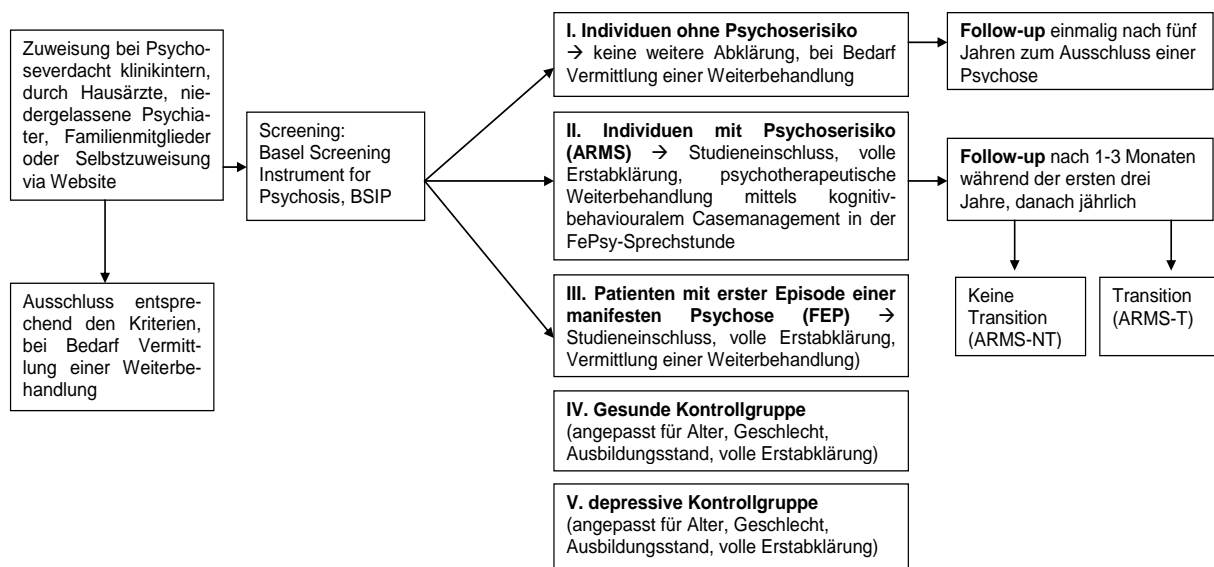 Zuweisung bei Psycho-
severdacht klinikintern,
durch Hausärzte, nie-
dergelassene Psychia-
ter, Familienmitglieder
oder Selbstzuweisung
via Website
Ausschluss entspre-
chend den Kriterien,
bei Bedarf Vermitt-
lung einer Weiterbe-
handlung
Screening:
Basel Screening
Instrument for
Psychosis, BSIP
I. Individuen ohne Psychoserisiko
→ keine weitere Abklärung, bei Bedarf
Vermittlung einer Weiterbehandlung
Follow-up einmalig nach fünf
Jahren zum Ausschluss einer
Psychose
II. Individuen mit Psychoserisiko
(ARMS) → Studieneinschluss, volle
Erstabklärung, psychotherapeutische
Weiterbehandlung mittels kognitiv-
behaviouralem Casemanagement in der
FePsy-Sprechstunde
Follow-up nach 1-3 Monaten
während der ersten drei
Jahre, danach jährlich
Keine
Transition
(ARMS-NT)
Transition
(ARMS-T)
III. Patienten mit erster Episode einer
manifesten Psychose (FEP) →
Studieneinschluss, volle Erstabklärung,
Vermittlung einer Weiterbehandlung)
IV. Gesunde Kontrollgruppe
(angepasst für Alter, Geschlecht,
Ausbildungsstand, volle Erstabklärung)
V. depressive Kontrollgruppe
(angepasst für Alter, Geschlecht,
Ausbildungsstand, volle Erstabklärung)